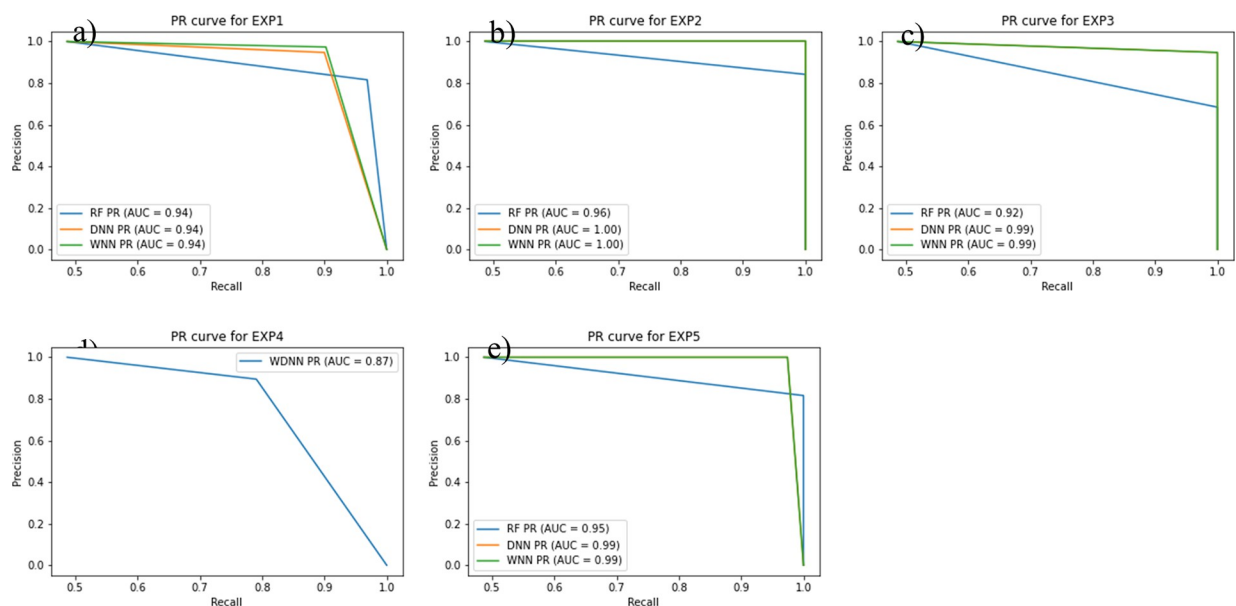 a)
PR curve for EXP1
Precision
1.0
0.8
0.6
0.4
0.2
0.0
RF PR (AUC = 0.94)
DNN PR (AUC = 0.94)
WNN PR (AUC = 0.94)
0.5 0.6 0.7 0.8 0.9 1.0
Recall
b)
PR curve for EXP2
Precision
1.0
0.8
0.6
0.4
0.2
0.0
RF PR (AUC = 0.96)
DNN PR (AUC = 1.00)
WNN PR (AUC = 1.00)
0.5 0.6 0.7 0.8 0.9 1.0
Recall
c)
PR curve for EXP3
Precision
1.0
0.8
0.6
0.4
0.2
0.0
RF PR (AUC = 0.92)
DNN PR (AUC = 0.99)
WNN PR (AUC = 0.99)
0.5 0.6 0.7 0.8 0.9 1.0
Recall
PR curve for EXP4
Precision
1.0
0.8
0.6
0.4
0.2
0.0
WDNN PR (AUC = 0.87)
0.5 0.6 0.7 0.8 0.9 1.0
Recall
e)
PR curve for EXP5
Precision
1.0
0.8
0.6
0.4
0.2
0.0
RF PR (AUC = 0.95)
DNN PR (AUC = 0.99)
WNN PR (AUC = 0.99)
0.5 0.6 0.7 0.8 0.9 1.0
Recall